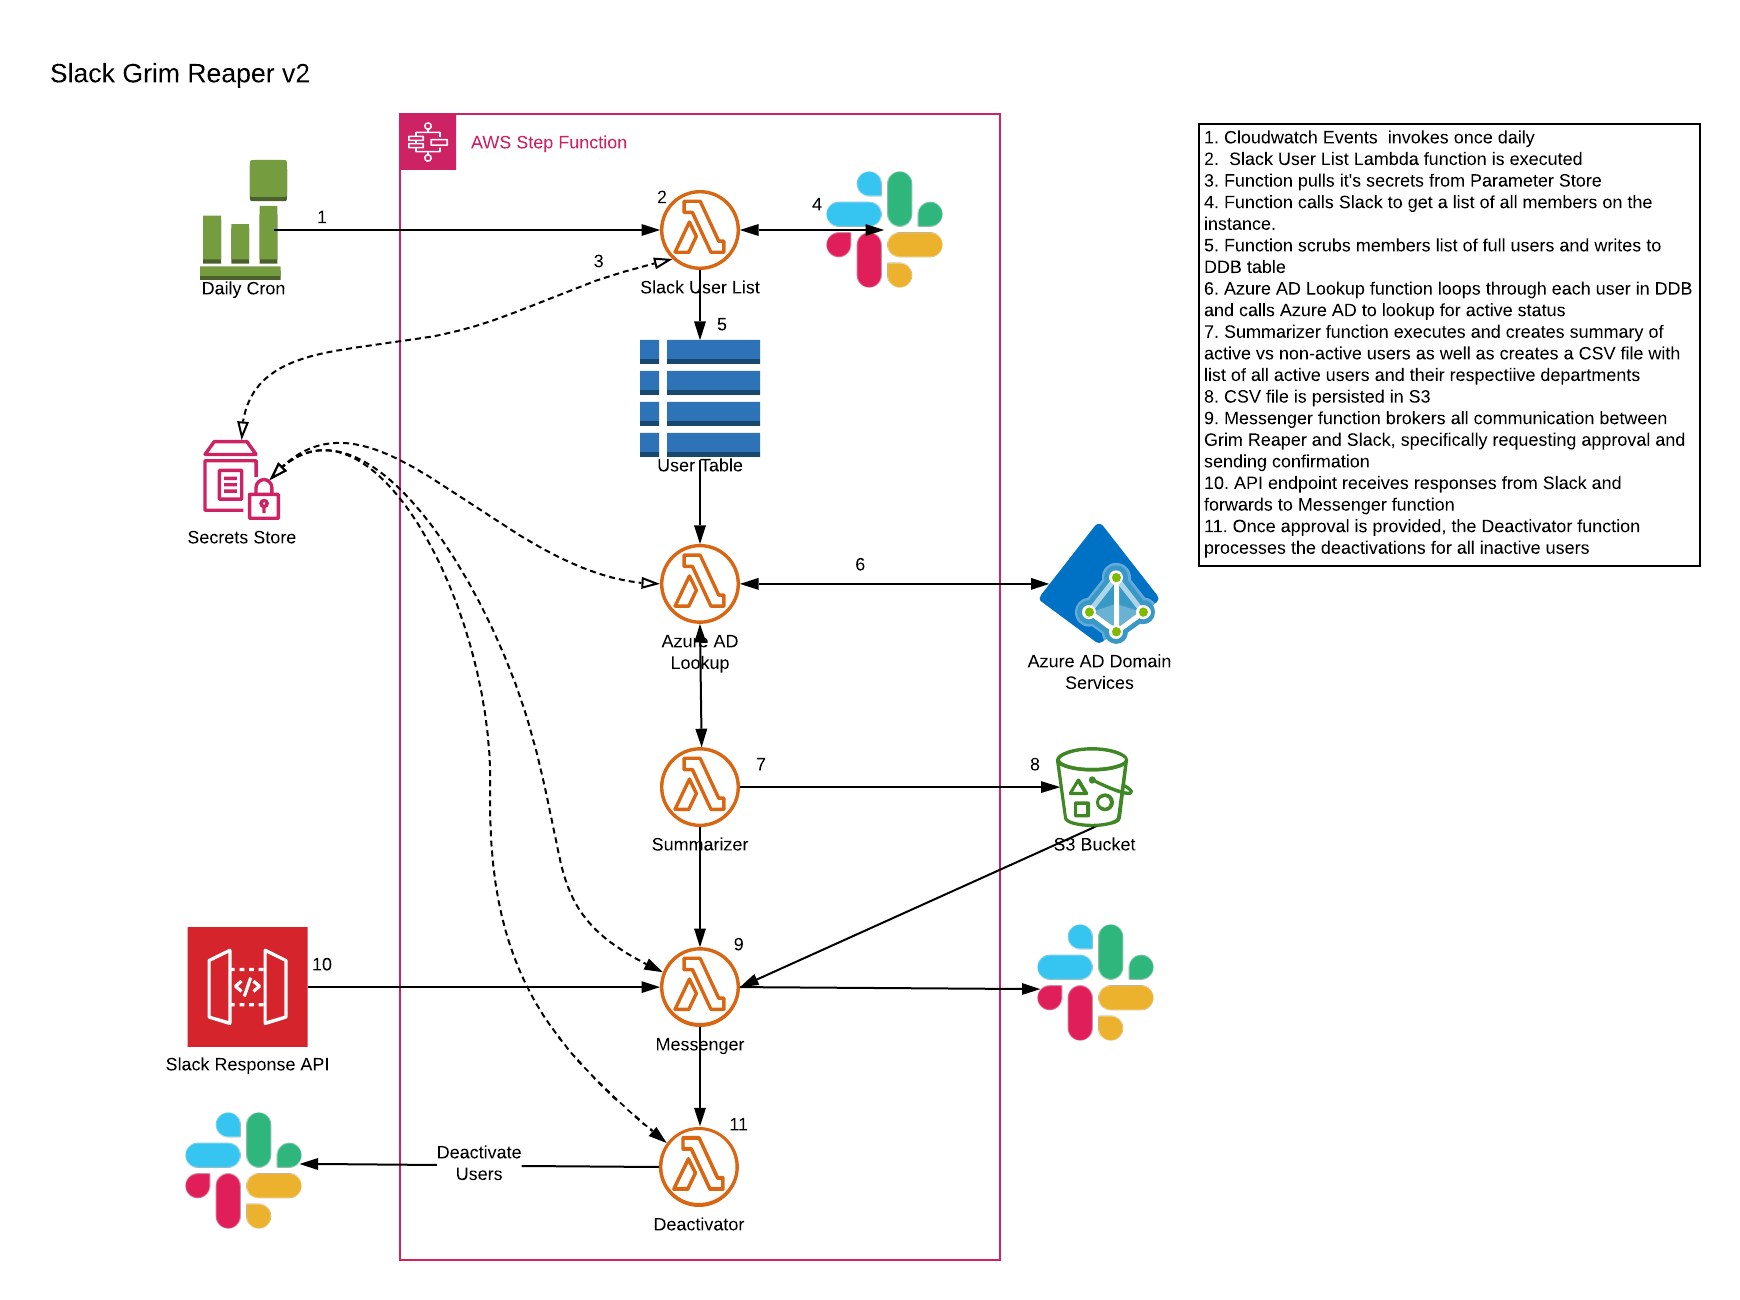 Slack Grim Reaper v2
AWS Step Function
1. Cloudwatch Events  invokes once daily
2.  Slack User List Lambda function is executed
3. Function pulls it's secrets from Parameter Store
4. Function calls Slack to get a list of all members on the
instance.
5. Function scrubs members list of full users and writes to
DDB table
6. Azure AD Lookup function loops through each user in DDB
and calls Azure AD to lookup for active status
7. Summarizer function executes and creates summary of
active vs non-active users as well as creates a CSV file with
list of all active users and their respectiive departments
8. CSV file is persisted in S3
9. Messenger function brokers all communication between
Grim Reaper and Slack, specifically requesting approval and
sending confirmation
10. API endpoint receives responses from Slack and
forwards to Messenger function
11. Once approval is provided, the Deactivator function
processes the deactivations for all inactive users
1
2
4
3
Daily Cron
Slack User List
5
User Table
Secrets Store
6
Azure AD
Lookup
Azure AD Domain
Services
7
8
Summarizer
S3 Bucket
9
10
</>
Messenger
Slack Response API
11
Deactivate
Users
Deactivator